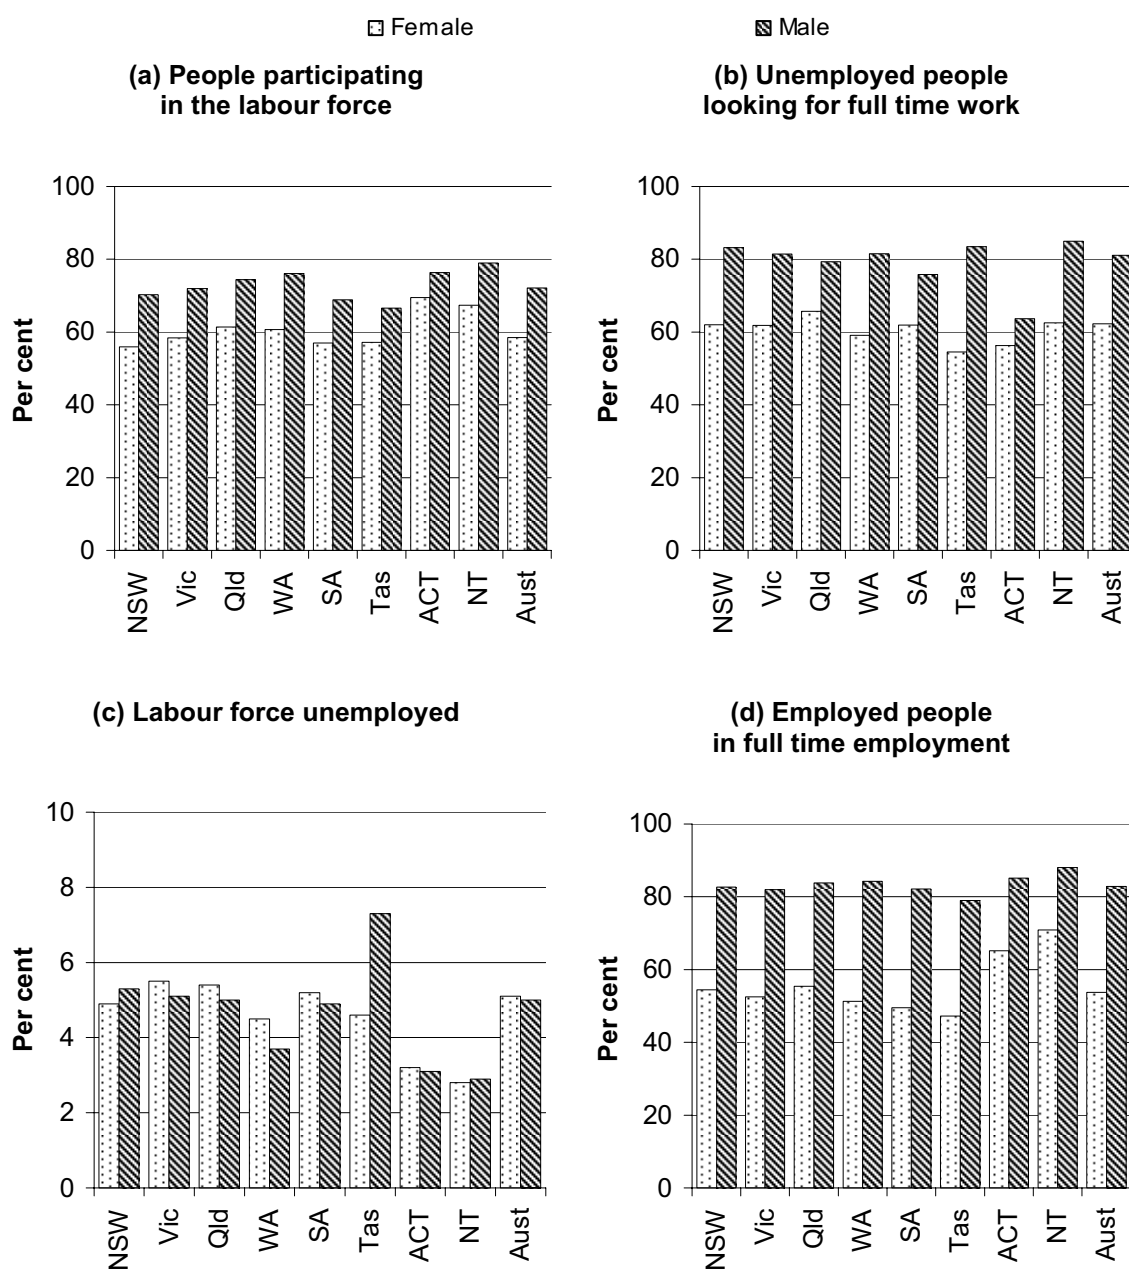 Female Male
(a) People participating
in the labour force
(b) Unemployed people
looking for full time work
100
80
60
40
20
0
Per cent
NSW Vic Qld WA SA Tas ACT NT Aust
100
80
60
40
20
0
Per cent
NSW Vic Qld WA SA Tas ACT NT Aust
(c) Labour force unemployed
(d) Employed people
in full time employment
10
8
6
4
2
0
Per cent
NSW Vic Qld WA SA Tas ACT NT Aust
100
80
60
40
20
0
Per cent
NSW Vic Qld WA SA Tas ACT NT Aust